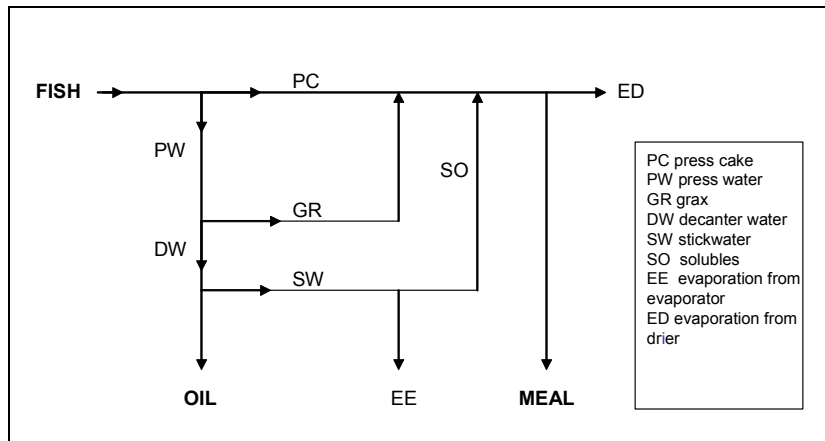 FISH
PC
ED
PW
SO
GR
DW
SW
OIL
EE
MEAL
PC press cake
PW press water
GR grax
DW decanter water
SW stickwater
SO solubles
EE evaporation from
evaporator
ED evaporation from
drier